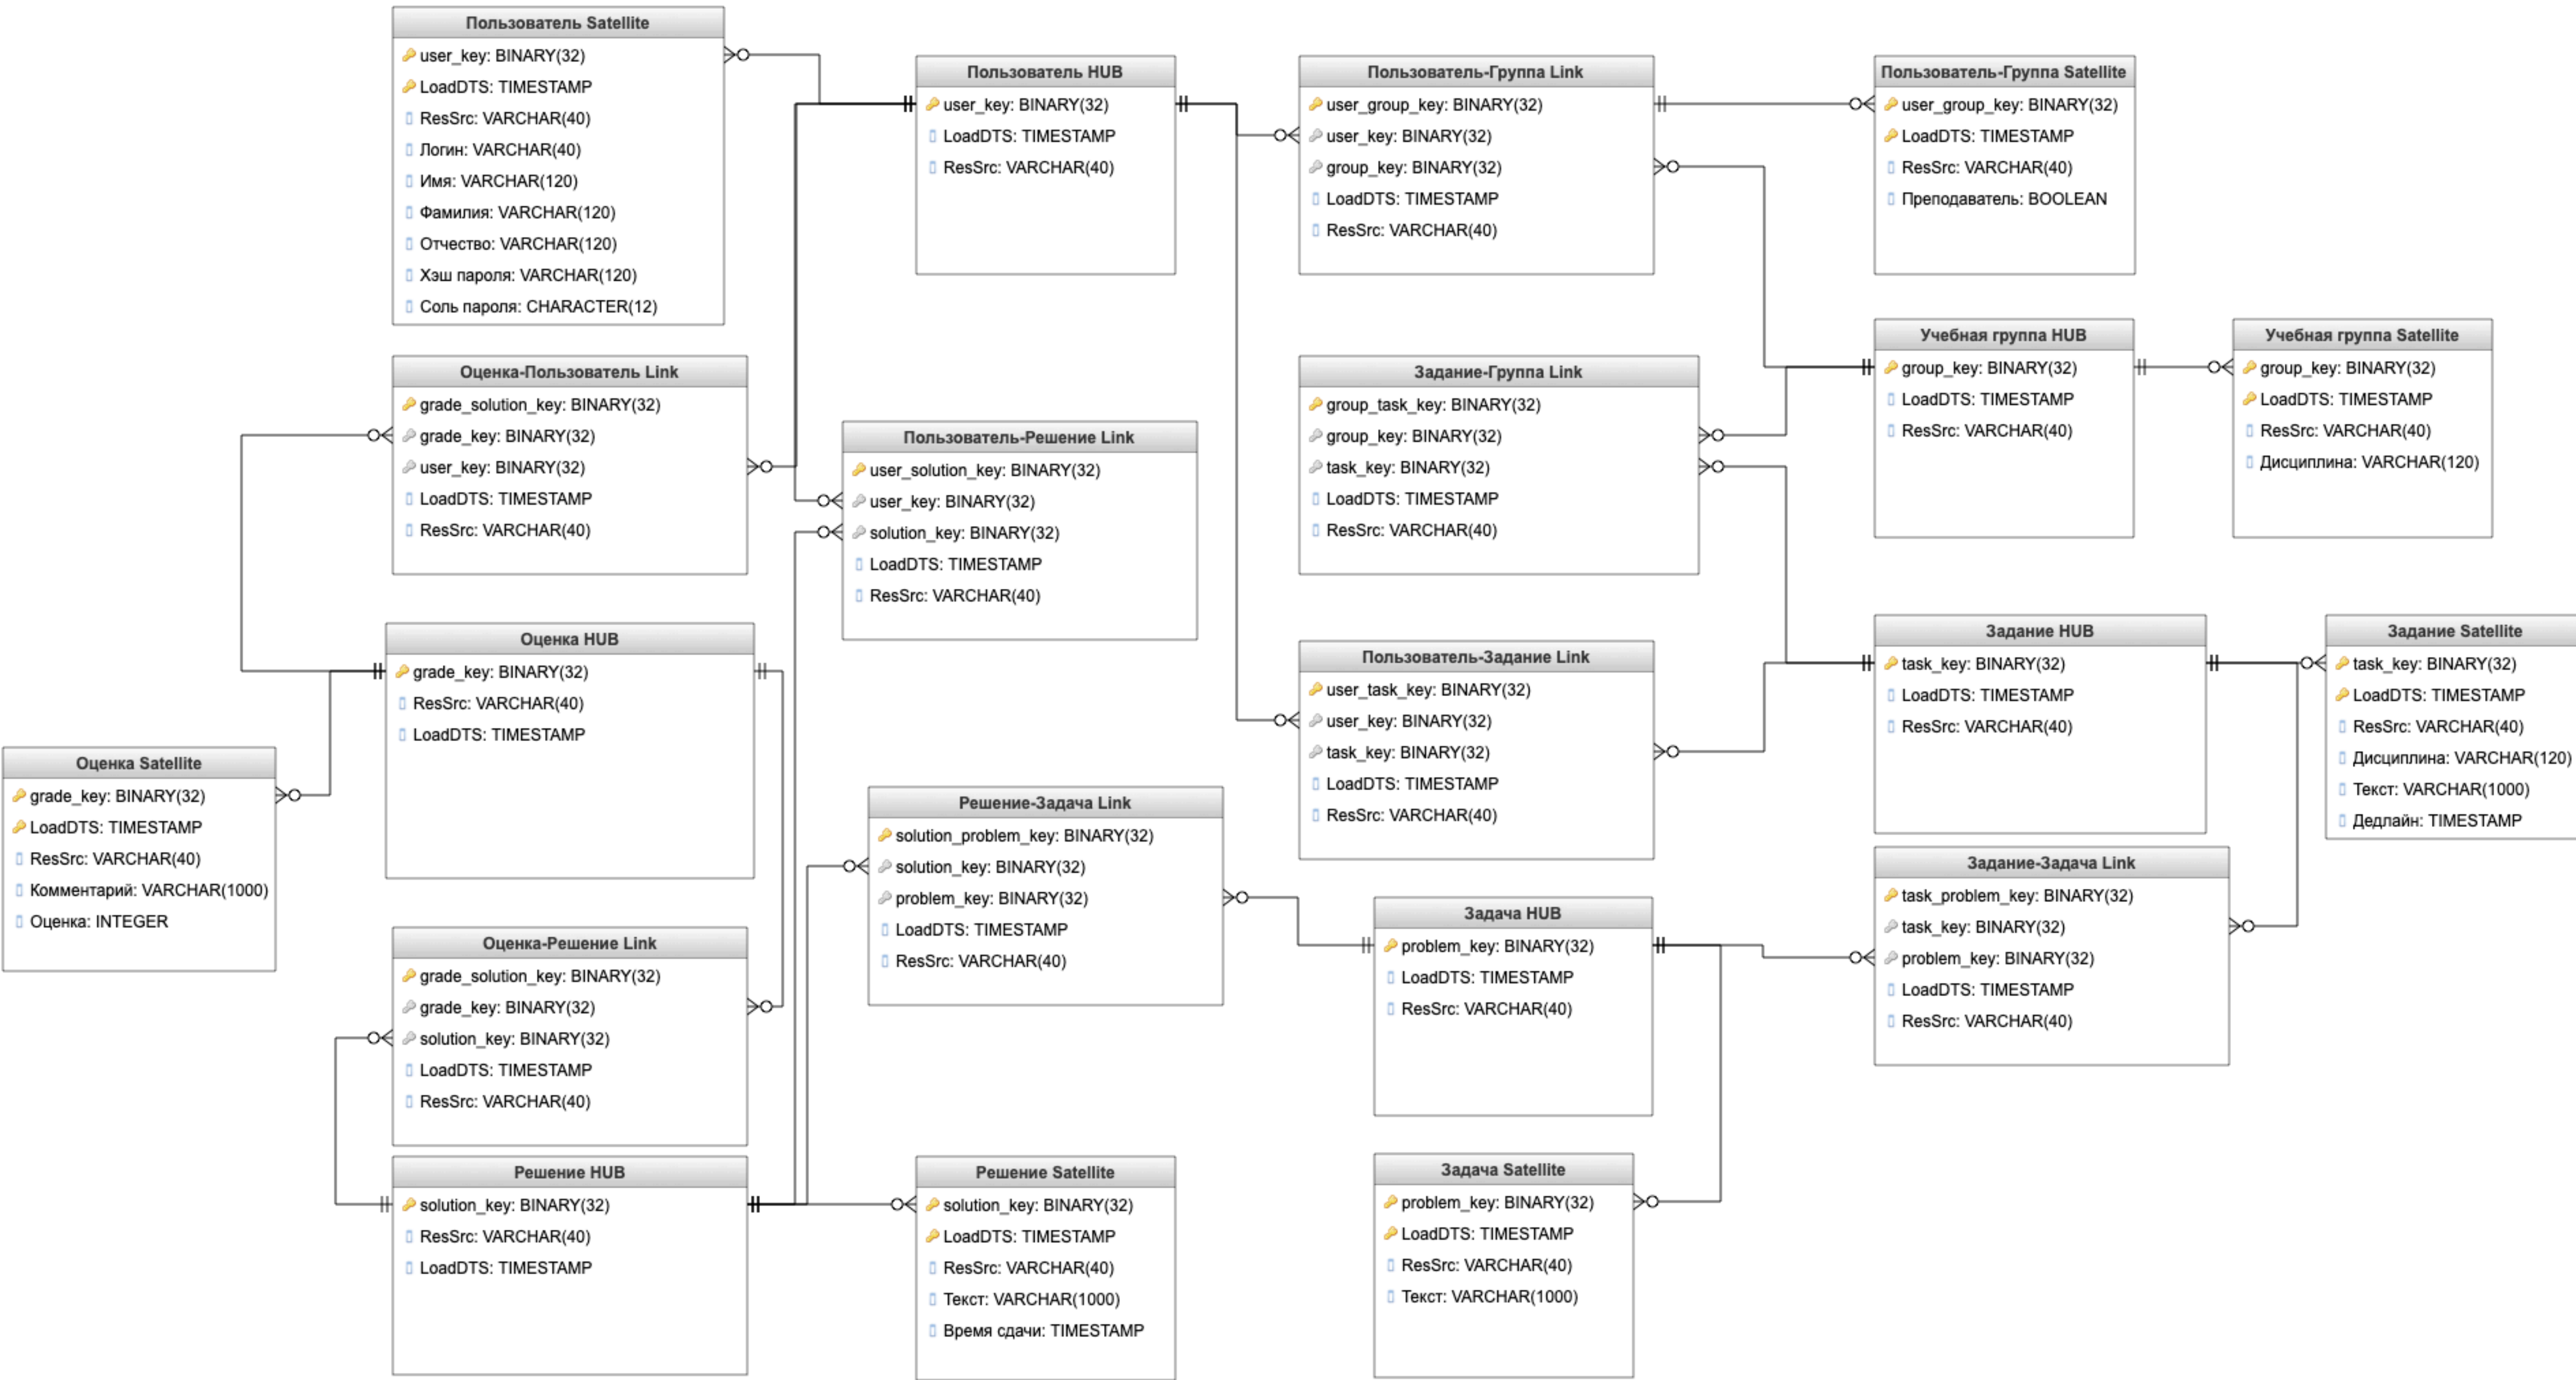 Пользователь Satellite
user_key: BINARY(32)
LoadDTS: TIMESTAMP
ResSrc: VARCHAR(40)
Логин: VARCHAR(40)
Имя: VARCHAR(120)
Фамилия: VARCHAR(120)
Отчество: VARCHAR(120)
Хэш пароля: VARCHAR(120)
Соль пароля: CHARACTER(12)
Пользователь HUB
user_key: BINARY(32)
LoadDTS: TIMESTAMP
ResSrc: VARCHAR(40)
Пользователь-Группа Link
user_group_key: BINARY(32)
user_key: BINARY(32)
group_key: BINARY(32)
LoadDTS: TIMESTAMP
ResSrc: VARCHAR(40)
Пользователь-Группа Satellite
user_group_key: BINARY(32)
LoadDTS: TIMESTAMP
ResSrc: VARCHAR(40)
Преподаватель: BOOLEAN
Оценка-Пользователь Link
grade_solution_key: BINARY(32)
grade_key: BINARY(32)
user_key: BINARY(32)
LoadDTS: TIMESTAMP
ResSrc: VARCHAR(40)
Пользователь-Решение Link
user_solution_key: BINARY(32)
user_key: BINARY(32)
solution_key: BINARY(32)
LoadDTS: TIMESTAMP
ResSrc: VARCHAR(40)
Задание-Группа Link
group_task_key: BINARY(32)
group_key: BINARY(32)
task_key: BINARY(32)
LoadDTS: TIMESTAMP
ResSrc: VARCHAR(40)
Учебная группа HUB
group_key: BINARY(32)
LoadDTS: TIMESTAMP
ResSrc: VARCHAR(40)
Учебная группа Satellite
group_key: BINARY(32)
LoadDTS: TIMESTAMP
ResSrc: VARCHAR(40)
Дисциплина: VARCHAR(120)
Оценка HUB
grade_key: BINARY(32)
ResSrc: VARCHAR(40)
LoadDTS: TIMESTAMP
Оценка Satellite
grade_key: BINARY(32)
LoadDTS: TIMESTAMP
ResSrc: VARCHAR(40)
Комментарий: VARCHAR(1000)
Оценка: INTEGER
Пользователь-Задание Link
user_task_key: BINARY(32)
user_key: BINARY(32)
task_key: BINARY(32)
LoadDTS: TIMESTAMP
ResSrc: VARCHAR(40)
Задание HUB
task_key: BINARY(32)
LoadDTS: TIMESTAMP
ResSrc: VARCHAR(40)
Задание Satellite
task_key: BINARY(32)
LoadDTS: TIMESTAMP
ResSrc: VARCHAR(40)
Дисциплина: VARCHAR(120)
Текст: VARCHAR(1000)
Дедлайн: TIMESTAMP
Решение-Задача Link
solution_problem_key: BINARY(32)
solution_key: BINARY(32)
problem_key: BINARY(32)
LoadDTS: TIMESTAMP
ResSrc: VARCHAR(40)
Задача HUB
problem_key: BINARY(32)
LoadDTS: TIMESTAMP
ResSrc: VARCHAR(40)
Задание-Задача Link
task_problem_key: BINARY(32)
task_key: BINARY(32)
problem_key: BINARY(32)
LoadDTS: TIMESTAMP
ResSrc: VARCHAR(40)
Оценка-Решение Link
grade_solution_key: BINARY(32)
grade_key: BINARY(32)
solution_key: BINARY(32)
LoadDTS: TIMESTAMP
ResSrc: VARCHAR(40)
Решение HUB
solution_key: BINARY(32)
ResSrc: VARCHAR(40)
LoadDTS: TIMESTAMP
Решение Satellite
solution_key: BINARY(32)
LoadDTS: TIMESTAMP
ResSrc: VARCHAR(40)
Текст: VARCHAR(1000)
Время сдачи: TIMESTAMP
Задача Satellite
problem_key: BINARY(32)
LoadDTS: TIMESTAMP
ResSrc: VARCHAR(40)
Текст: VARCHAR(1000)